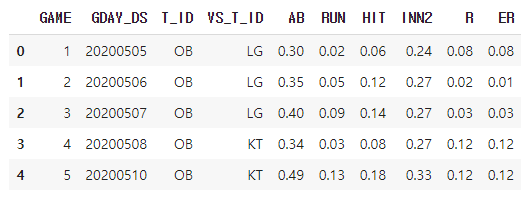 GAME GDAY_DS T_ID VS_T_ID AB RUN HIT INN2 R ER
0 1 20200505 OB LG 0.30 0.02 0.06 0.24 0.08 0.08
1 2 20200506 OB LG 0.35 0.05 0.12 0.27 0.02 0.01
2 3 20200507 OB LG 0.40 0.09 0.14 0.27 0.03 0.03
3 4 20200508 OB KT 0.34 0.03 0.08 0.27 0.12 0.12
4 5 20200510 OB KT 0.49 0.13 0.18 0.33 0.12 0.12